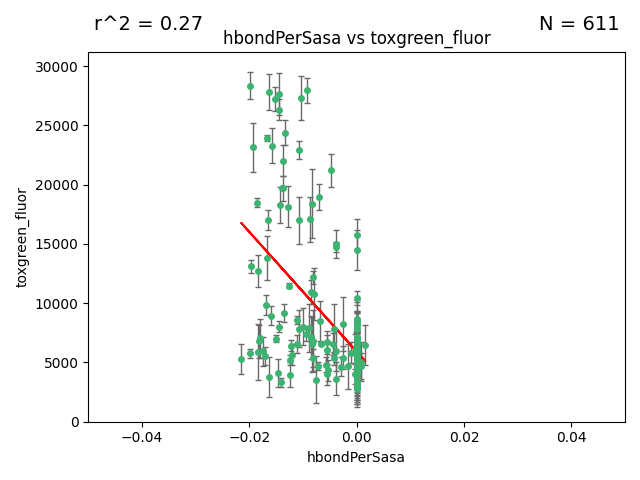 r^2 = 0.27
N = 611
hbondPerSasa vs toxgreen_fluor
30000
25000
20000
15000
10000
5000
0
toxgreen_fluor
−0.04
−0.02
0.00
0.02
0.04
hbondPerSasa